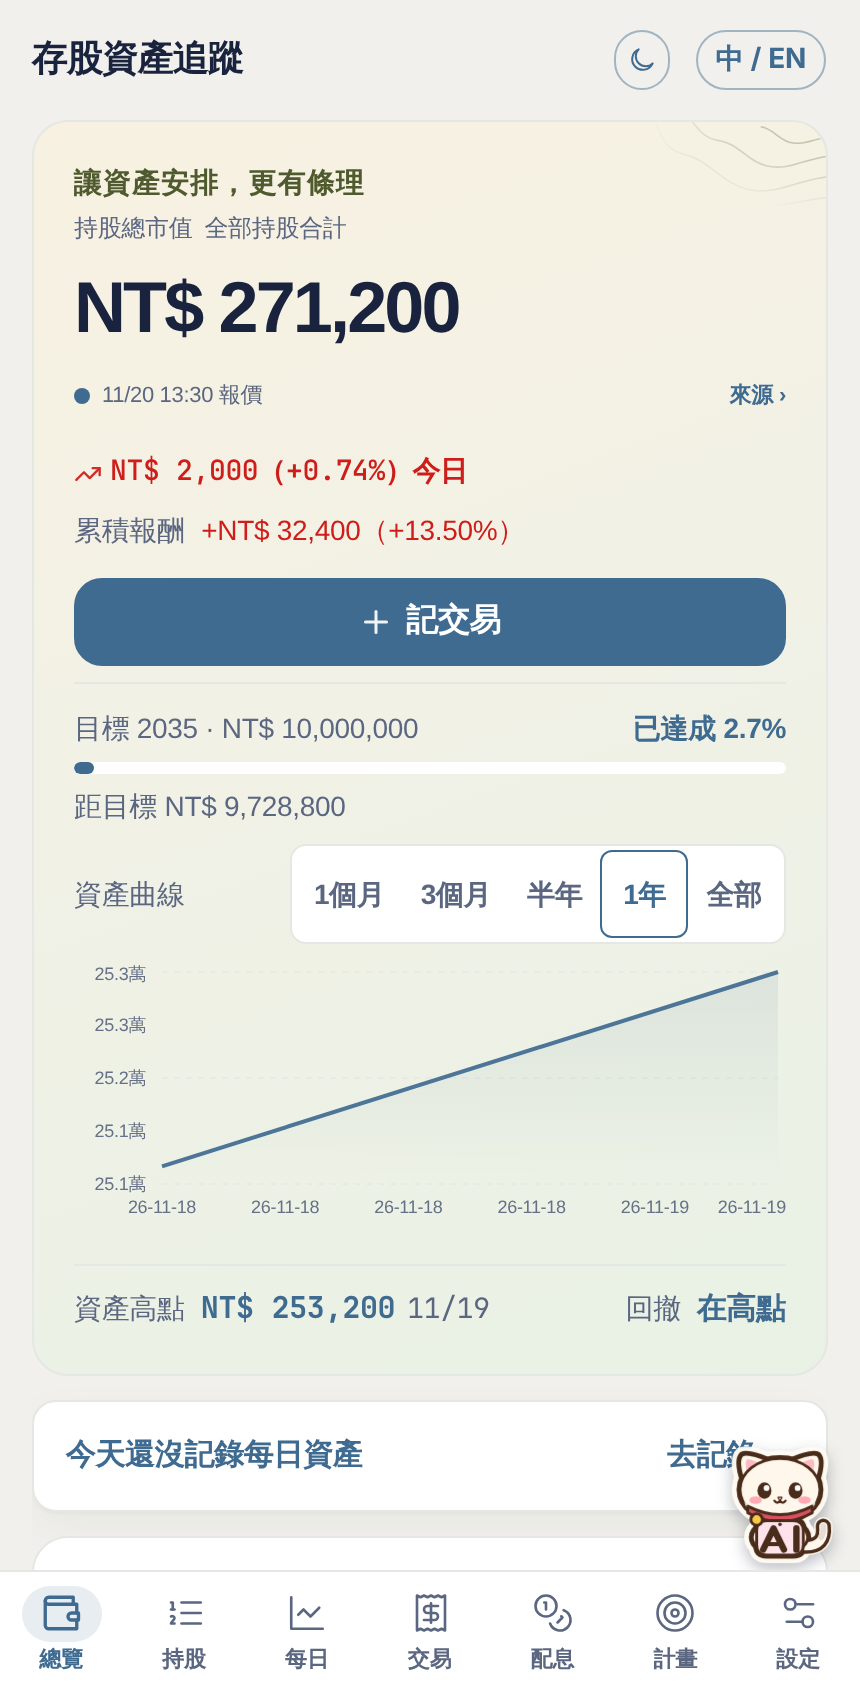 存股資產追蹤
中 / EN
讓資產安排，更有條理
持股總市值 全部持股合計
NT$ 271,200
11/20 13:30 報價
來源 ›
NT$ 2,000（+0.74%）今日
累積報酬 +NT$ 32,400（+13.50%）
記交易
目標 2035 · NT$ 10,000,000
已達成 2.7%
距目標 NT$ 9,728,800
資產曲線
1個月 3個月 半年 1年 全部
25.3萬
25.3萬
25.2萬
25.1萬
25.1萬
26-11-18 26-11-18 26-11-18 26-11-18 26-11-19 26-11-19
資產高點 NT$ 253,200 11/19
回撤 在高點
今天還沒記錄每日資產
去記錄
AI
總覽 持股 每日 交易 配息 計畫 設定